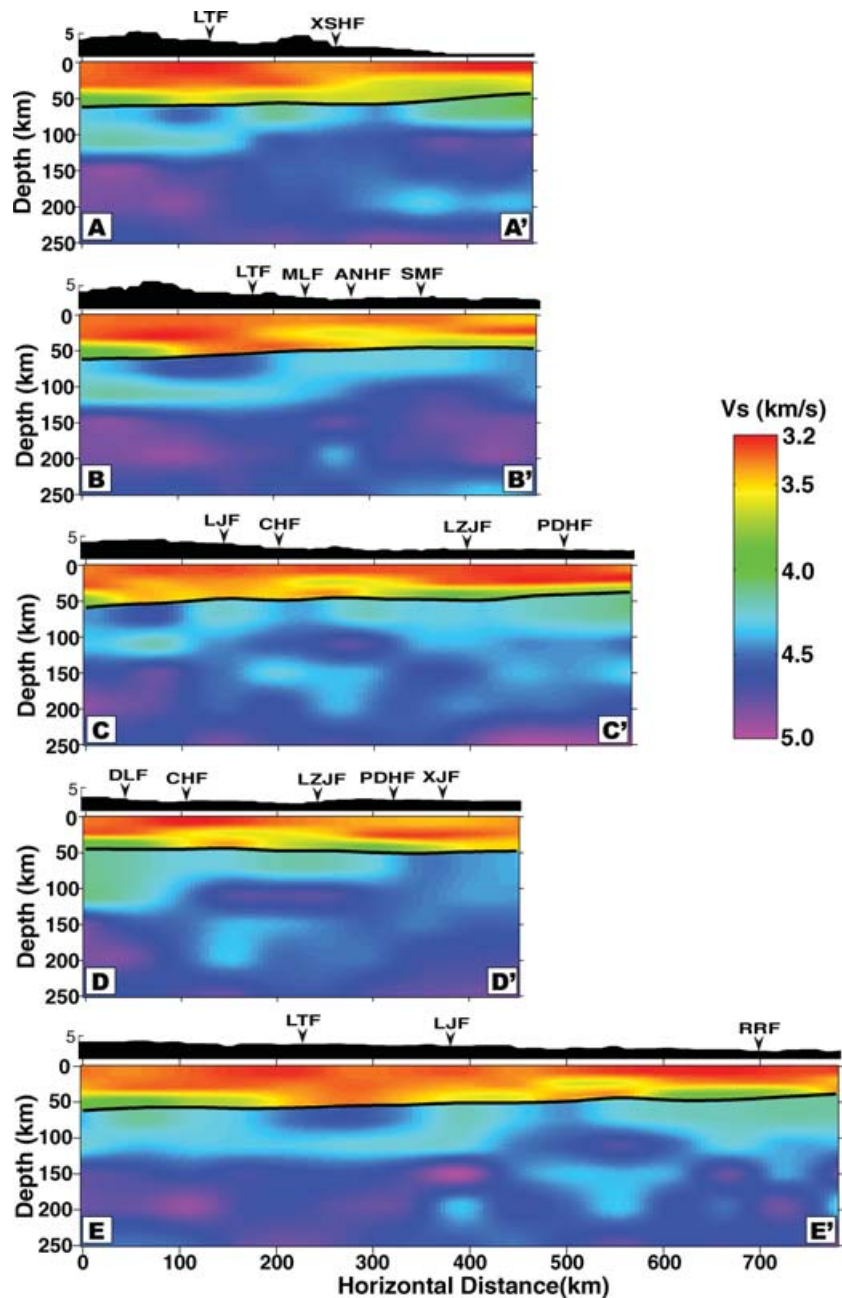 LTF XSHF
5
0
50
100
150
200
250
Depth (km)
A A'
LTF MLF ANHF SMF
5
0
50
100
150
200
250
Depth (km)
B B'
Vs (km/s)
3.2
3.5
4.0
4.5
5.0
LJF CHF LZJF PDHF
5
0
50
100
150
200
250
Depth (km)
C C'
DLF CHF LZJF PDHF XJF
5
0
50
100
150
200
250
Depth (km)
D D'
LTF LJF RRF
5
0
50
100
150
200
250
Depth (km)
E E'
0 100 200 300 400 500 600 700
Horizontal Distance(km)